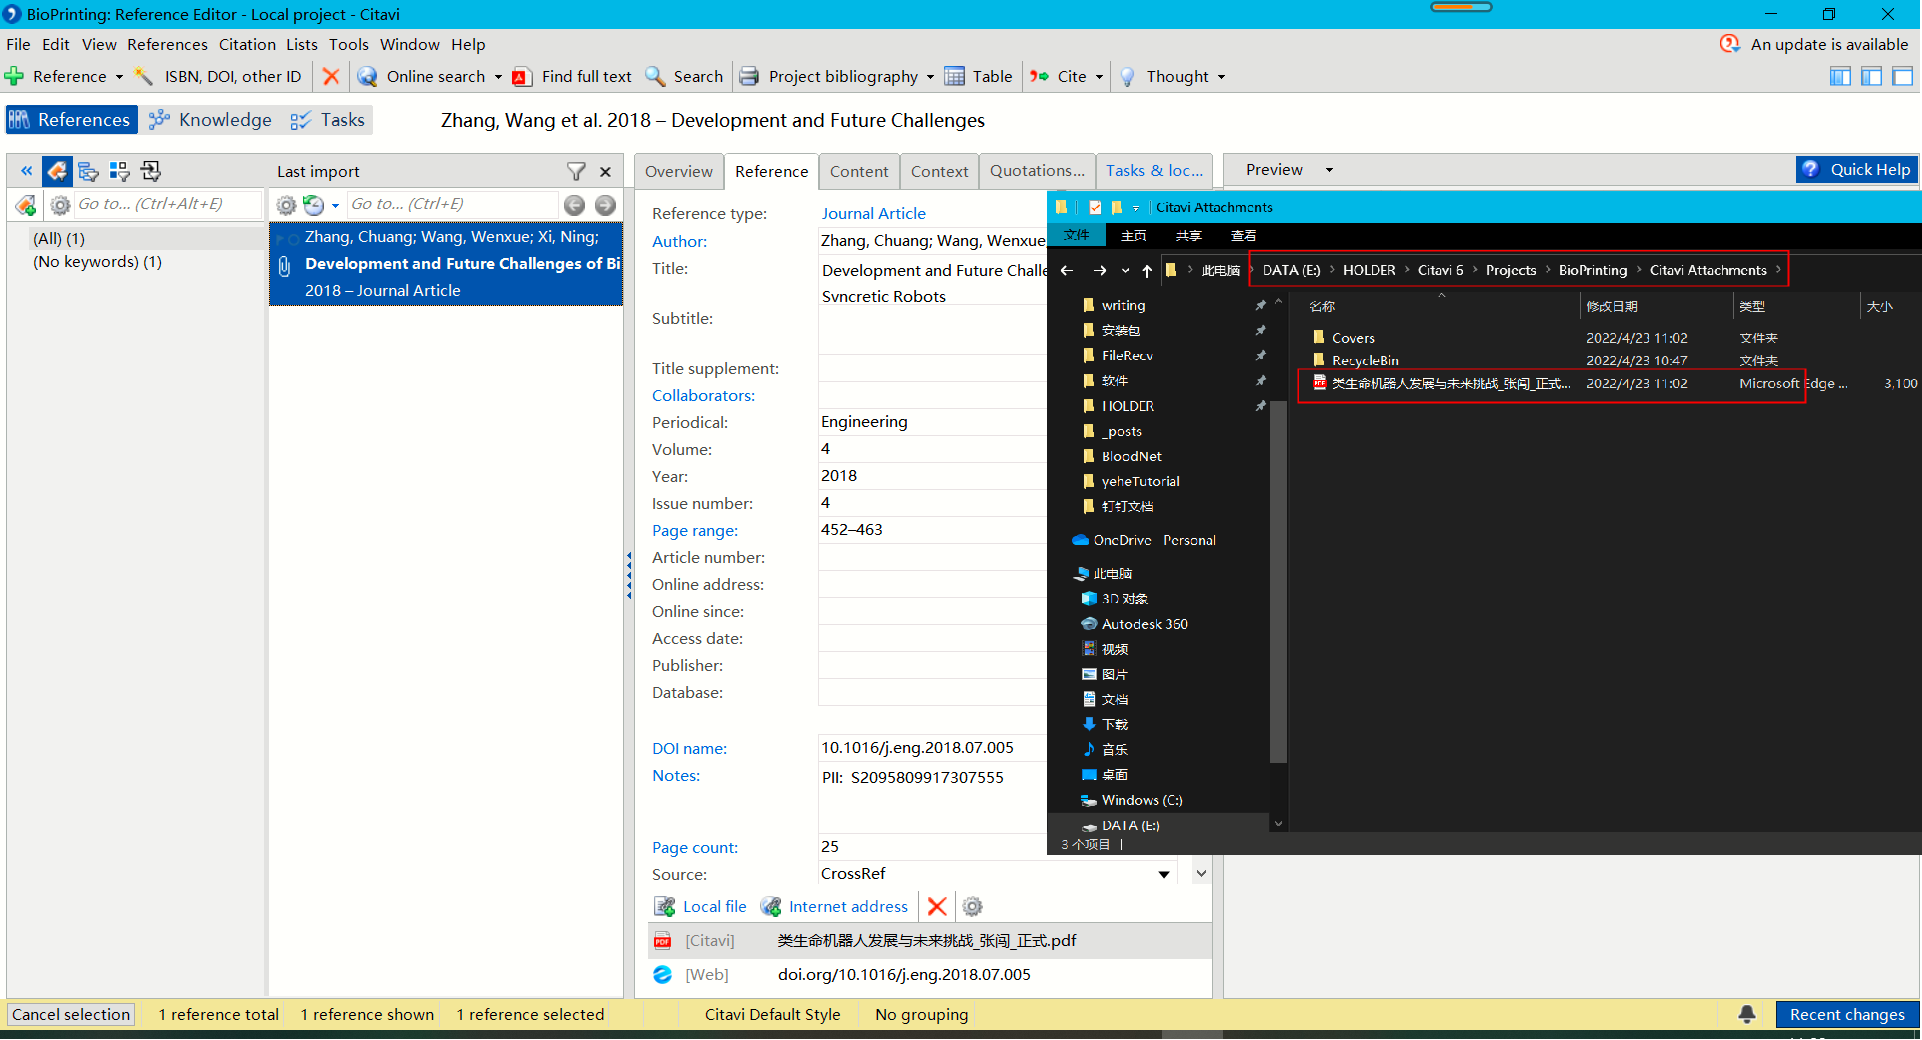 BioPrinting: Reference Editor - Local project - Citavi
File Edit View References Citation Lists Tools Window Help
An update is available
Reference ISBN, DOI, other ID Online search Find full text Search Project bibliography Table Cite Thought
References Knowledge Tasks
Zhang, Wang et al. 2018 – Development and Future Challenges
Last import
Go to... (Ctrl+Alt+E)
Go to... (Ctrl+E)
(All) (1)
(No keywords) (1)
Zhang, Chuang; Wang, Wenxue; Xi, Ning;
Development and Future Challenges of Bi
2018 – Journal Article
Overview Reference Content Context Quotations... Tasks & loc...
Reference type: Journal Article
Author: Zhang, Chuang; Wang, Wenxue,
Title: Development and Future Challe
Syncretic Robots
Subtitle:
Title supplement:
Collaborators:
Periodical: Engineering
Volume: 4
Year: 2018
Issue number: 4
Page range: 452–463
Article number:
Online address:
Online since:
Access date:
Publisher:
Database:
DOI name: 10.1016/j.eng.2018.07.005
Notes: PII: S2095809917307555
Page count: 25
Source: CrossRef
Local file Internet address
[Citavi] 类生命机器人发展与未来挑战_张闯_正式.pdf
[Web] doi.org/10.1016/j.eng.2018.07.005
Preview
Quick Help
Citavi Attachments
文件 主页 共享 查看
此电脑 DATA (E:) HOLDER Citavi 6 Projects BioPrinting Citavi Attachments
writing
安装包
FileRecv
软件
HOLDER
_posts
BloodNet
yeheTutorial
钉钉文档
OneDrive Personal
此电脑
3D 对象
Autodesk 360
视频
图片
文档
下载
音乐
桌面
Windows (C:)
DATA (E:)
3 个项目
名称 修改日期 类型 大小
Covers 2022/4/23 11:02 文件夹
RecycleBin 2022/4/23 10:47 文件夹
类生命机器人发展与未来挑战_张闯_正式... 2022/4/23 11:02 Microsoft Edge ... 3,100
Cancel selection 1 reference total 1 reference shown 1 reference selected Citavi Default Style No grouping
Recent changes